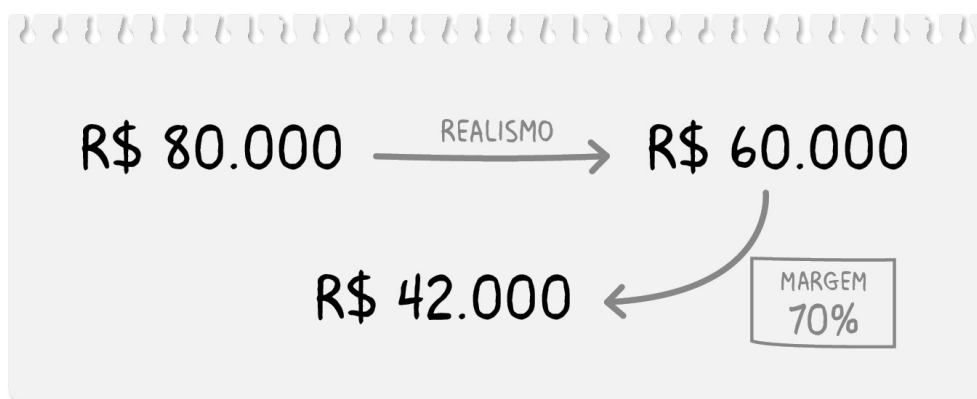 R$ 80.000 REALISMO R$ 60.000
R$ 42.000
MARGEM
70%